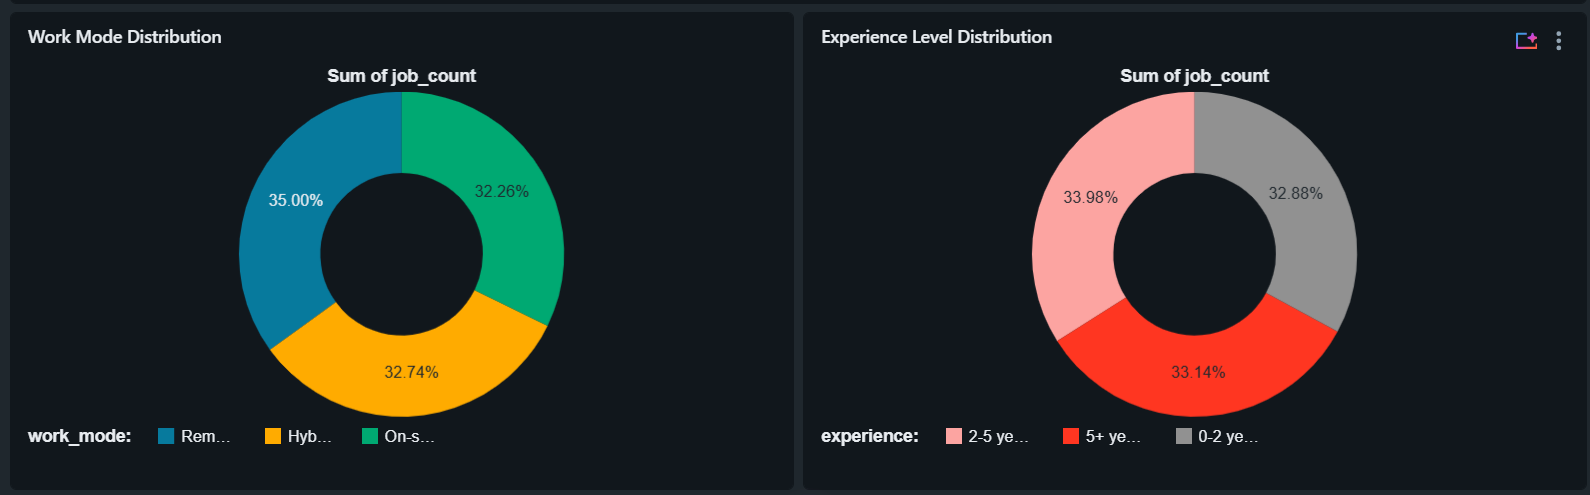 Work Mode Distribution
Sum of job_count
35.00%
32.26%
32.74%
work_mode: Rem... Hyb... On-s...
Experience Level Distribution
Sum of job_count
33.98%
32.88%
33.14%
experience: 2-5 ye... 5+ ye... 0-2 ye...